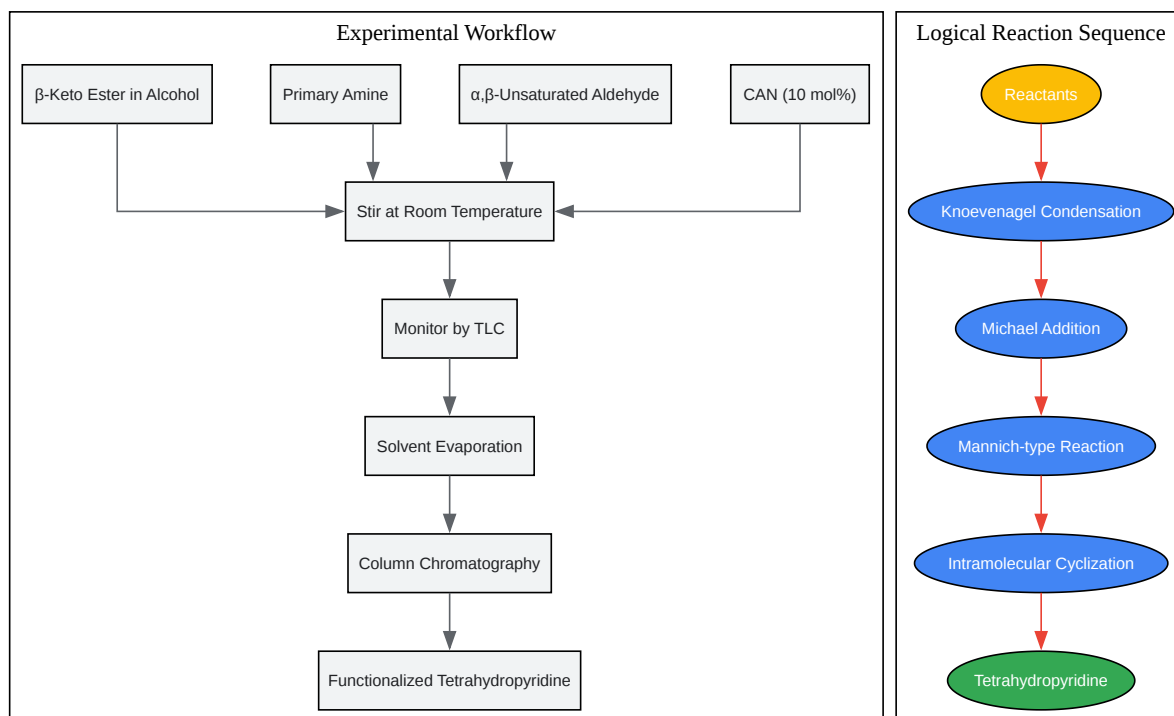 Experimental Workflow
β-Keto Ester in Alcohol
Primary Amine
α,β-Unsaturated Aldehyde
CAN (10 mol%)
Stir at Room Temperature
Monitor by TLC
Solvent Evaporation
Column Chromatography
Functionalized Tetrahydropyridine
Logical Reaction Sequence
Reactants
Knoevenagel Condensation
Michael Addition
Mannich-type Reaction
Intramolecular Cyclization
Tetrahydropyridine